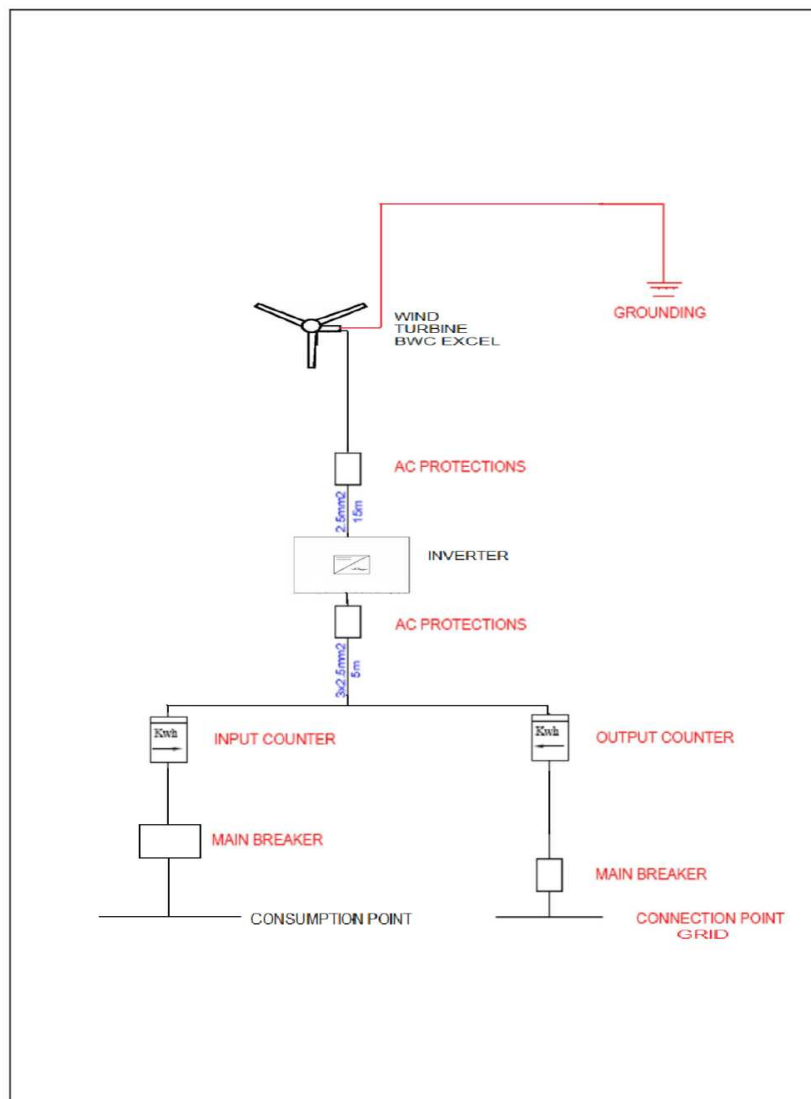 WIND
TURBINE
BWC EXCEL
GROUNDING
AC PROTECTIONS
2.5mm2
15m
INVERTER
AC PROTECTIONS
3x2.5mm2
5m
Kwh
INPUT COUNTER
Kwh
OUTPUT COUNTER
MAIN BREAKER
MAIN BREAKER
CONSUMPTION POINT
CONNECTION POINT
GRID